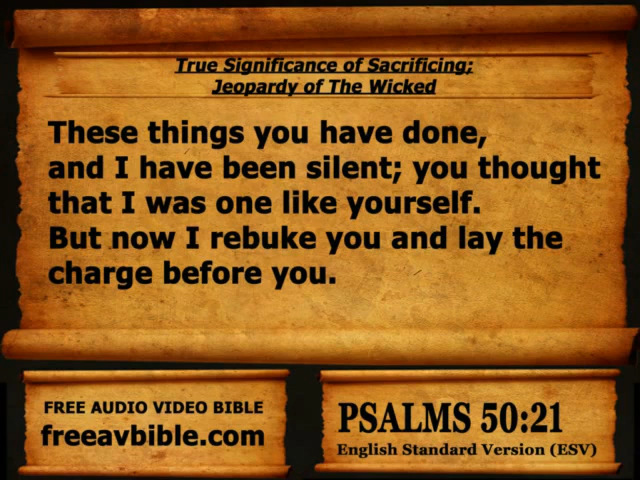 True Significance of Sacrificing;
Jeopardy of The Wicked
These things you have done,
and I have been silent; you thought
that I was one like yourself.
But now I rebuke you and lay the
charge before you.
FREE AUDIO VIDEO BIBLE
freeavbible.com
PSALMS 50:21
English Standard Version (ESV)